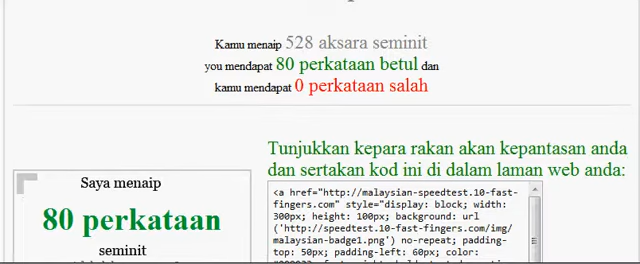 Kamu menaip 528 aksara seminit
you mendapat 80 perkataan betul dan
kamu mendapat 0 perkataan salah
Tunjukkan kepara rakan akan kepantasan anda
dan sertakan kod ini di dalam laman web anda:
Saya menaip
80 perkataan
seminit
<a href="http://malaysian-speedtest.10-fast-
fingers.com" style="display: block; width:
300px; height: 100px; background: url
('http://speedtest.10-fast-fingers.com/img/
malaysian-badge1.png') no-repeat; padding-
top: 50px; padding-left: 60px; color: